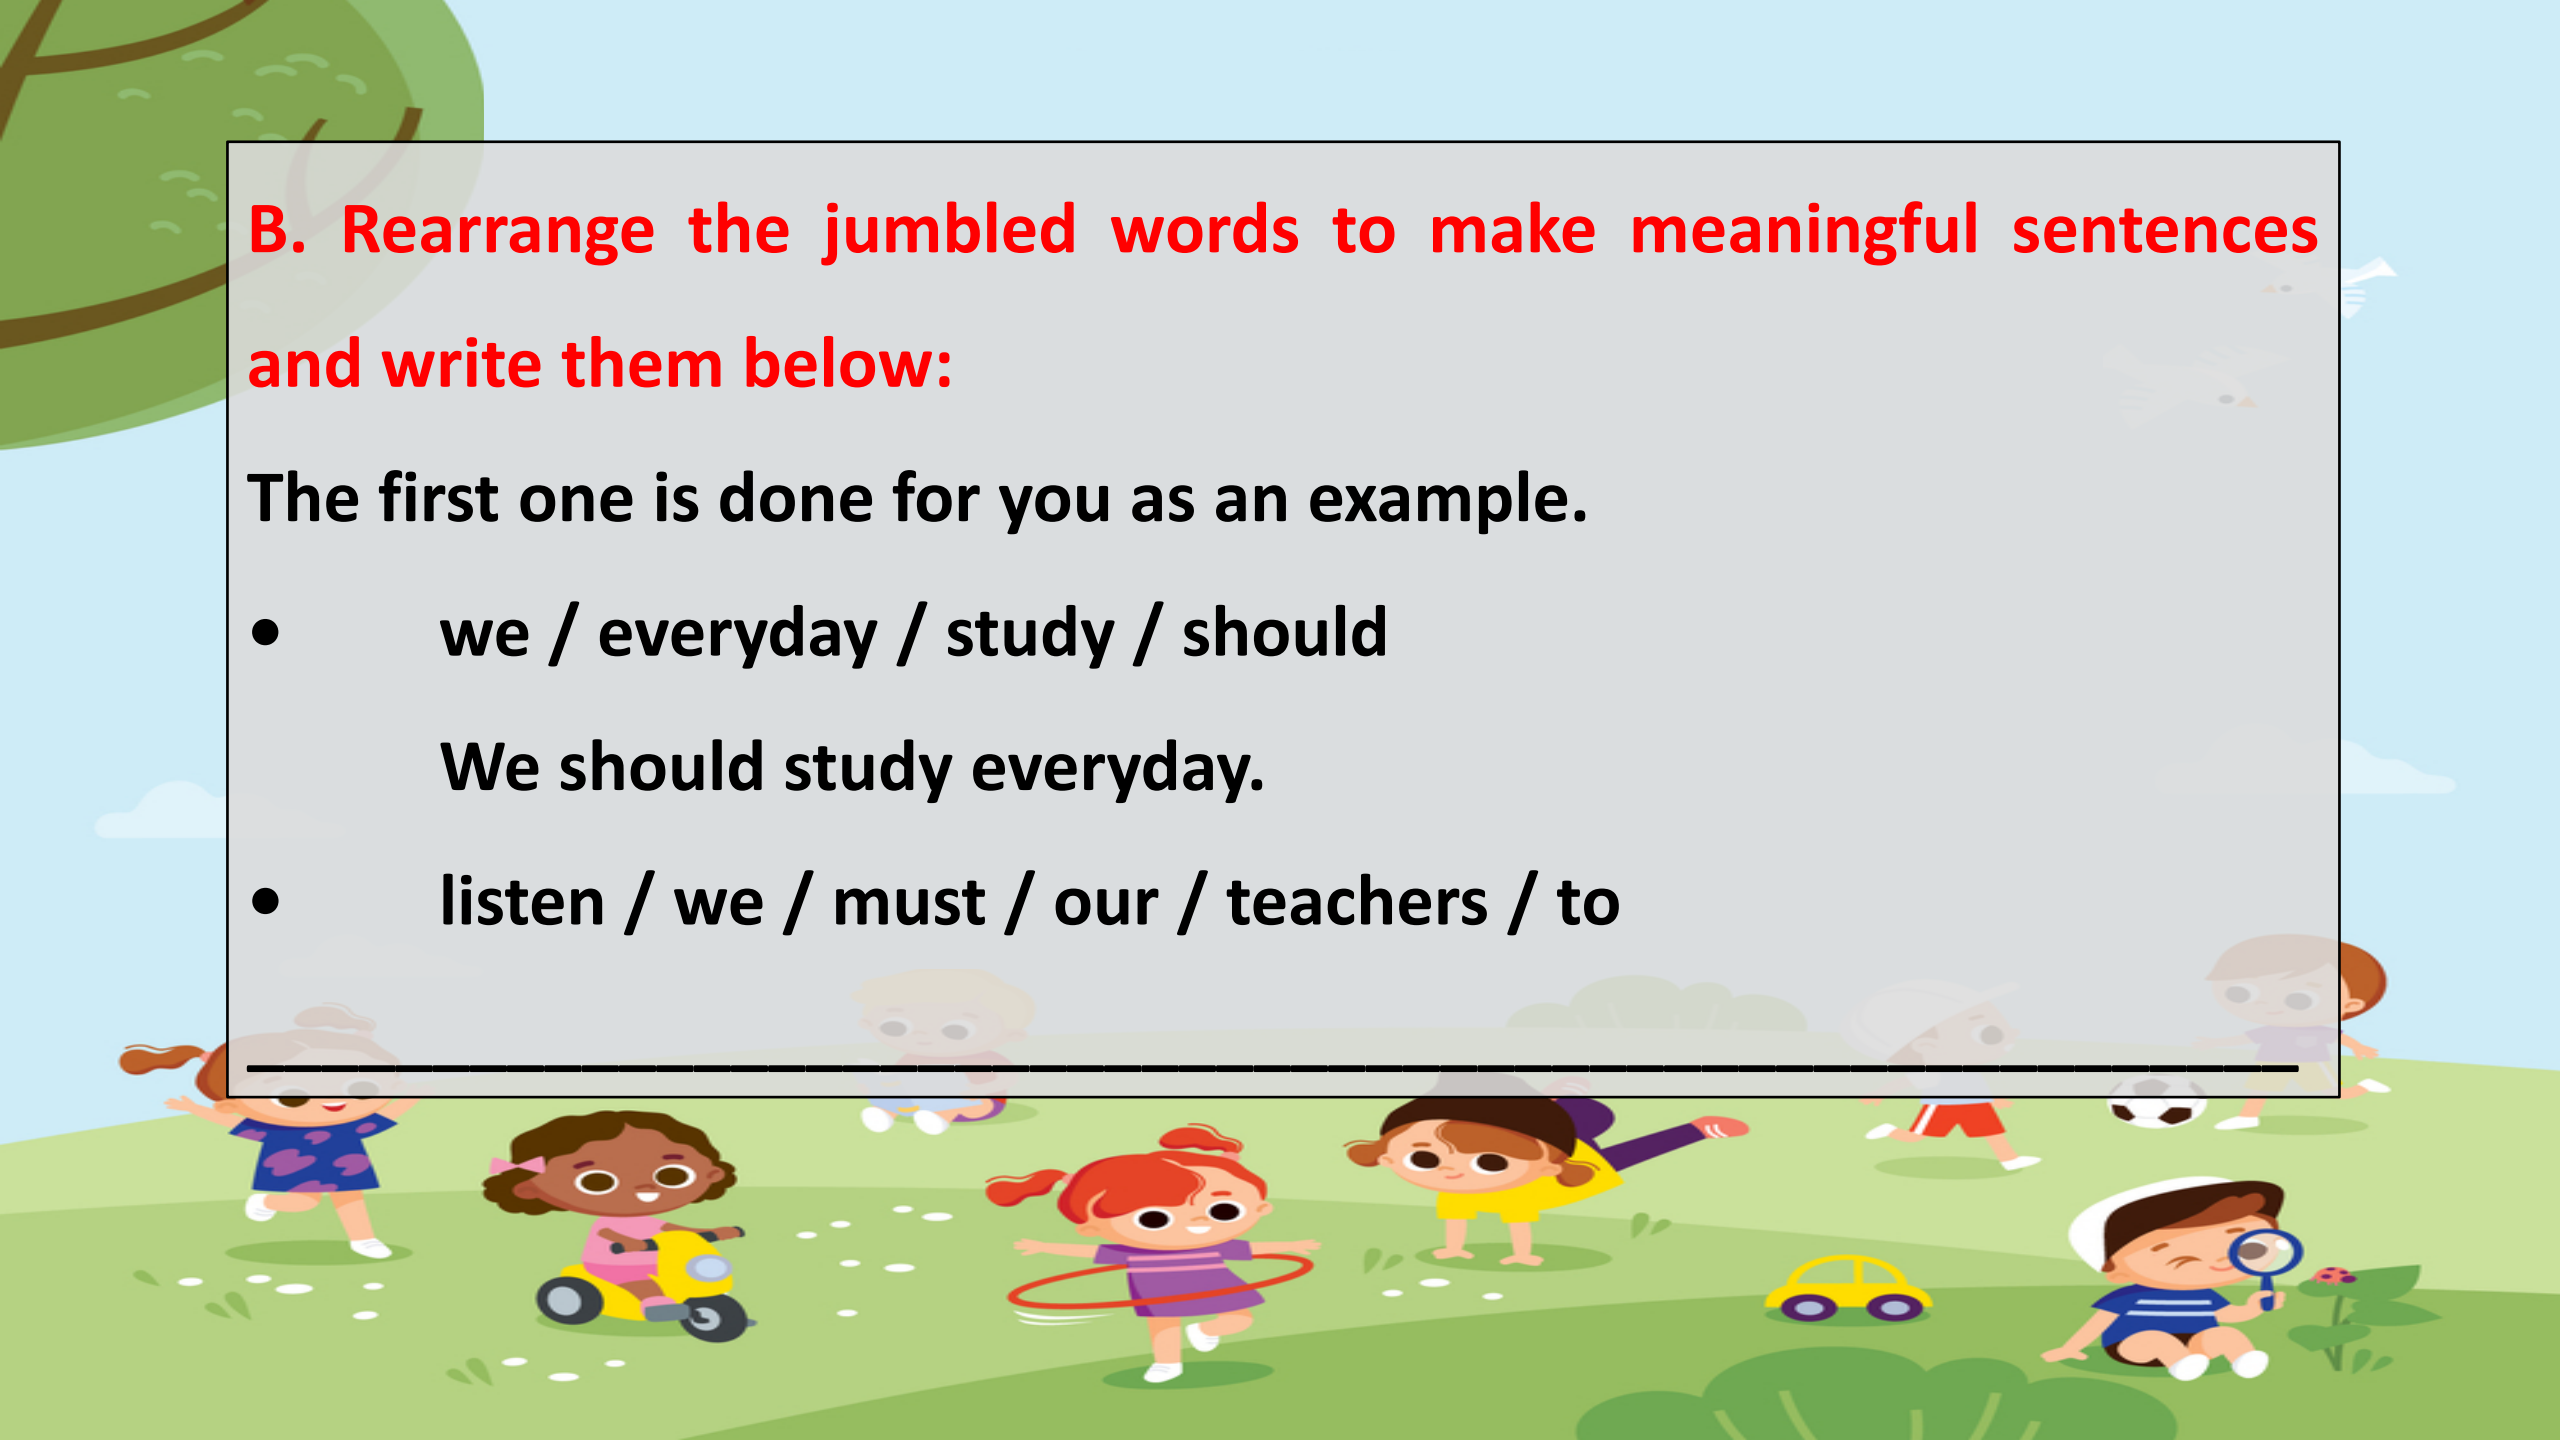 B. Rearrange the jumbled words to make meaningful sentences
and write them below:
The first one is done for you as an example.
• we / everyday / study / should
We should study everyday.
• listen / we / must / our / teachers / to
_______________________________________________________